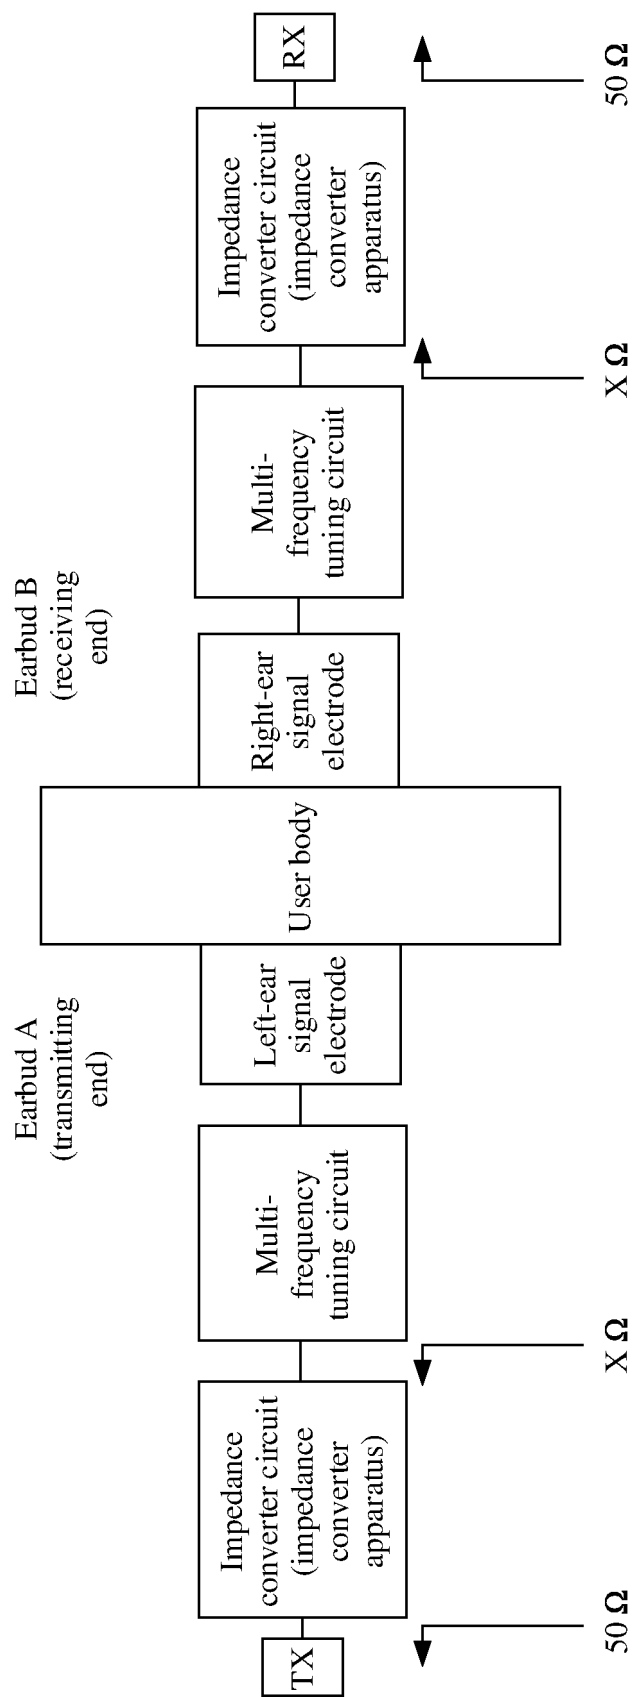 Earbud A
(transmitting
end)
Earbud B
(receiving
end)
TX
Impedance
converter circuit
(impedance
converter
apparatus)
Multi-
frequency
tuning circuit
Left-ear
signal
electrode
User body
Right-ear
signal
electrode
Multi-
frequency
tuning circuit
Impedance
converter circuit
(impedance
converter
apparatus)
RX
50 Ω
X Ω
X Ω
50 Ω